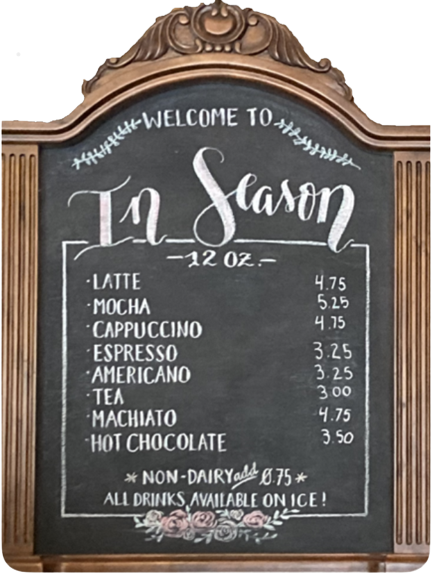 WELCOME TO
In Season
-12 OZ.-
·LATTE 4.75
·MOCHA 5.25
·CAPPUCCINO 4.75
·ESPRESSO 3.25
·AMERICANO 3.25
·TEA 3.00
·MACHIATO 4.75
·HOT CHOCOLATE 3.50
*NON-DAIRY add 0.75*
ALL DRINKS AVAILABLE ON ICE!